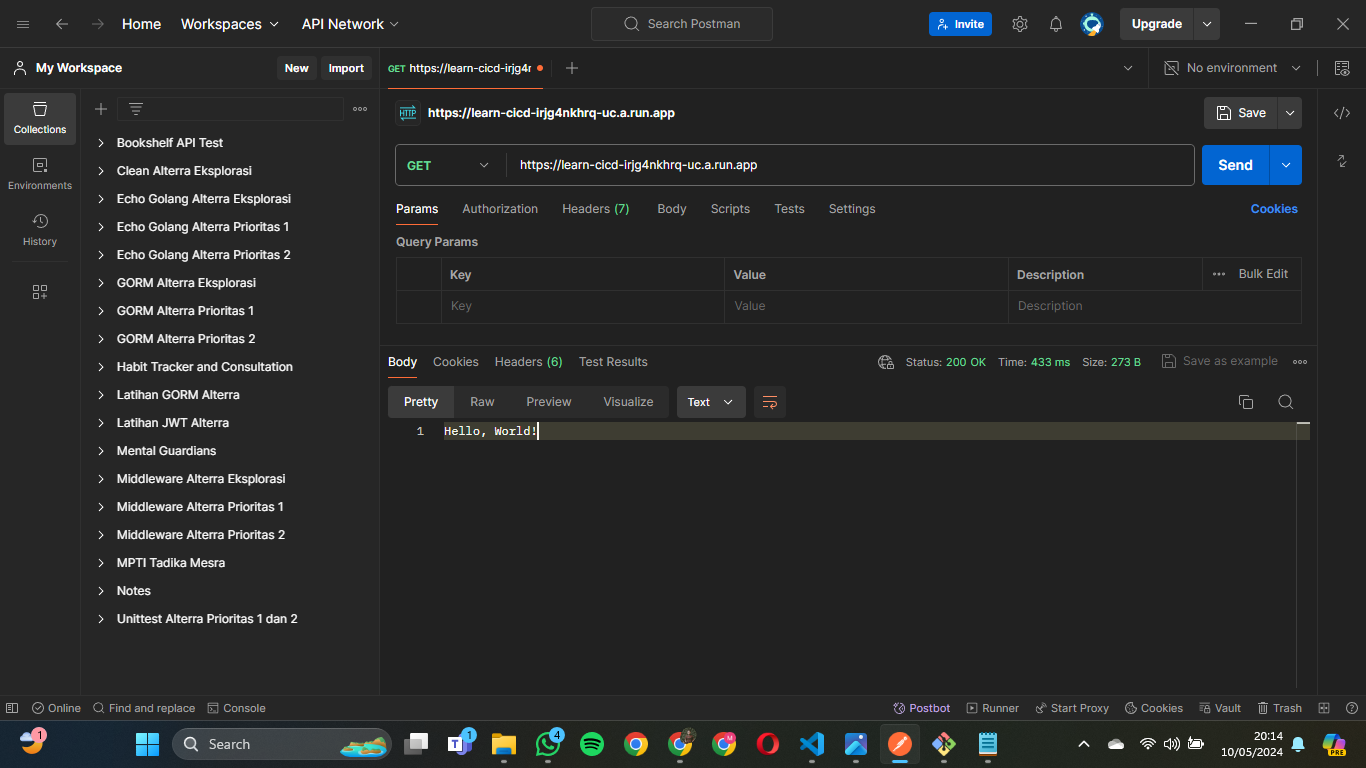 Home Workspaces API Network Search Postman Invite Upgrade
My Workspace New Import GET https://learn-cicd-irjg4r No environment
Collections
Environments
History
Bookshelf API Test
Clean Alterra Eksplorasi
Echo Golang Alterra Eksplorasi
Echo Golang Alterra Prioritas 1
Echo Golang Alterra Prioritas 2
GORM Alterra Eksplorasi
GORM Alterra Prioritas 1
GORM Alterra Prioritas 2
Habit Tracker and Consultation
Latihan GORM Alterra
Latihan JWT Alterra
Mental Guardians
Middleware Alterra Eksplorasi
Middleware Alterra Prioritas 1
Middleware Alterra Prioritas 2
MPTI Tadika Mesra
Notes
Unittest Alterra Prioritas 1 dan 2
HTTP https://learn-cicd-irjg4nkhrq-uc.a.run.app Save
GET https://learn-cicd-irjg4nkhrq-uc.a.run.app Send
Params Authorization Headers (7) Body Scripts Tests Settings Cookies
Query Params
Key Value Description Bulk Edit
Key Value Description
Body Cookies Headers (6) Test Results Status: 200 OK Time: 433 ms Size: 273 B Save as example
Pretty Raw Preview Visualize Text
1 Hello, World!
Online Find and replace Console Postbot Runner Start Proxy Cookies Vault Trash
1 Search 1 4 M PRE
20:14
10/05/2024